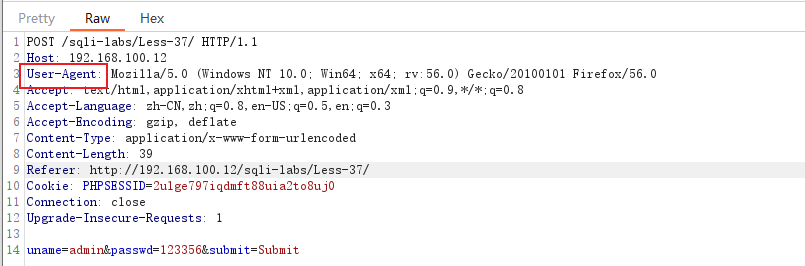 Pretty Raw Hex
1 POST /sqli-labs/Less-37/ HTTP/1.1
2 Host: 192.168.100.12
3 User-Agent: Mozilla/5.0 (Windows NT 10.0; Win64; x64; rv:56.0) Gecko/20100101 Firefox/56.0
4 Accept: text/html,application/xhtml+xml,application/xml;q=0.9,*/*;q=0.8
5 Accept-Language: zh-CN,zh;q=0.8,en-US;q=0.5,en;q=0.3
6 Accept-Encoding: gzip, deflate
7 Content-Type: application/x-www-form-urlencoded
8 Content-Length: 39
9 Referer: http://192.168.100.12/sqli-labs/Less-37/
10 Cookie: PHPSESSID=2ulge797iqdmft88uia2to8uj0
11 Connection: close
12 Upgrade-Insecure-Requests: 1
13
14 uname=admin&passwd=123356&submit=Submit